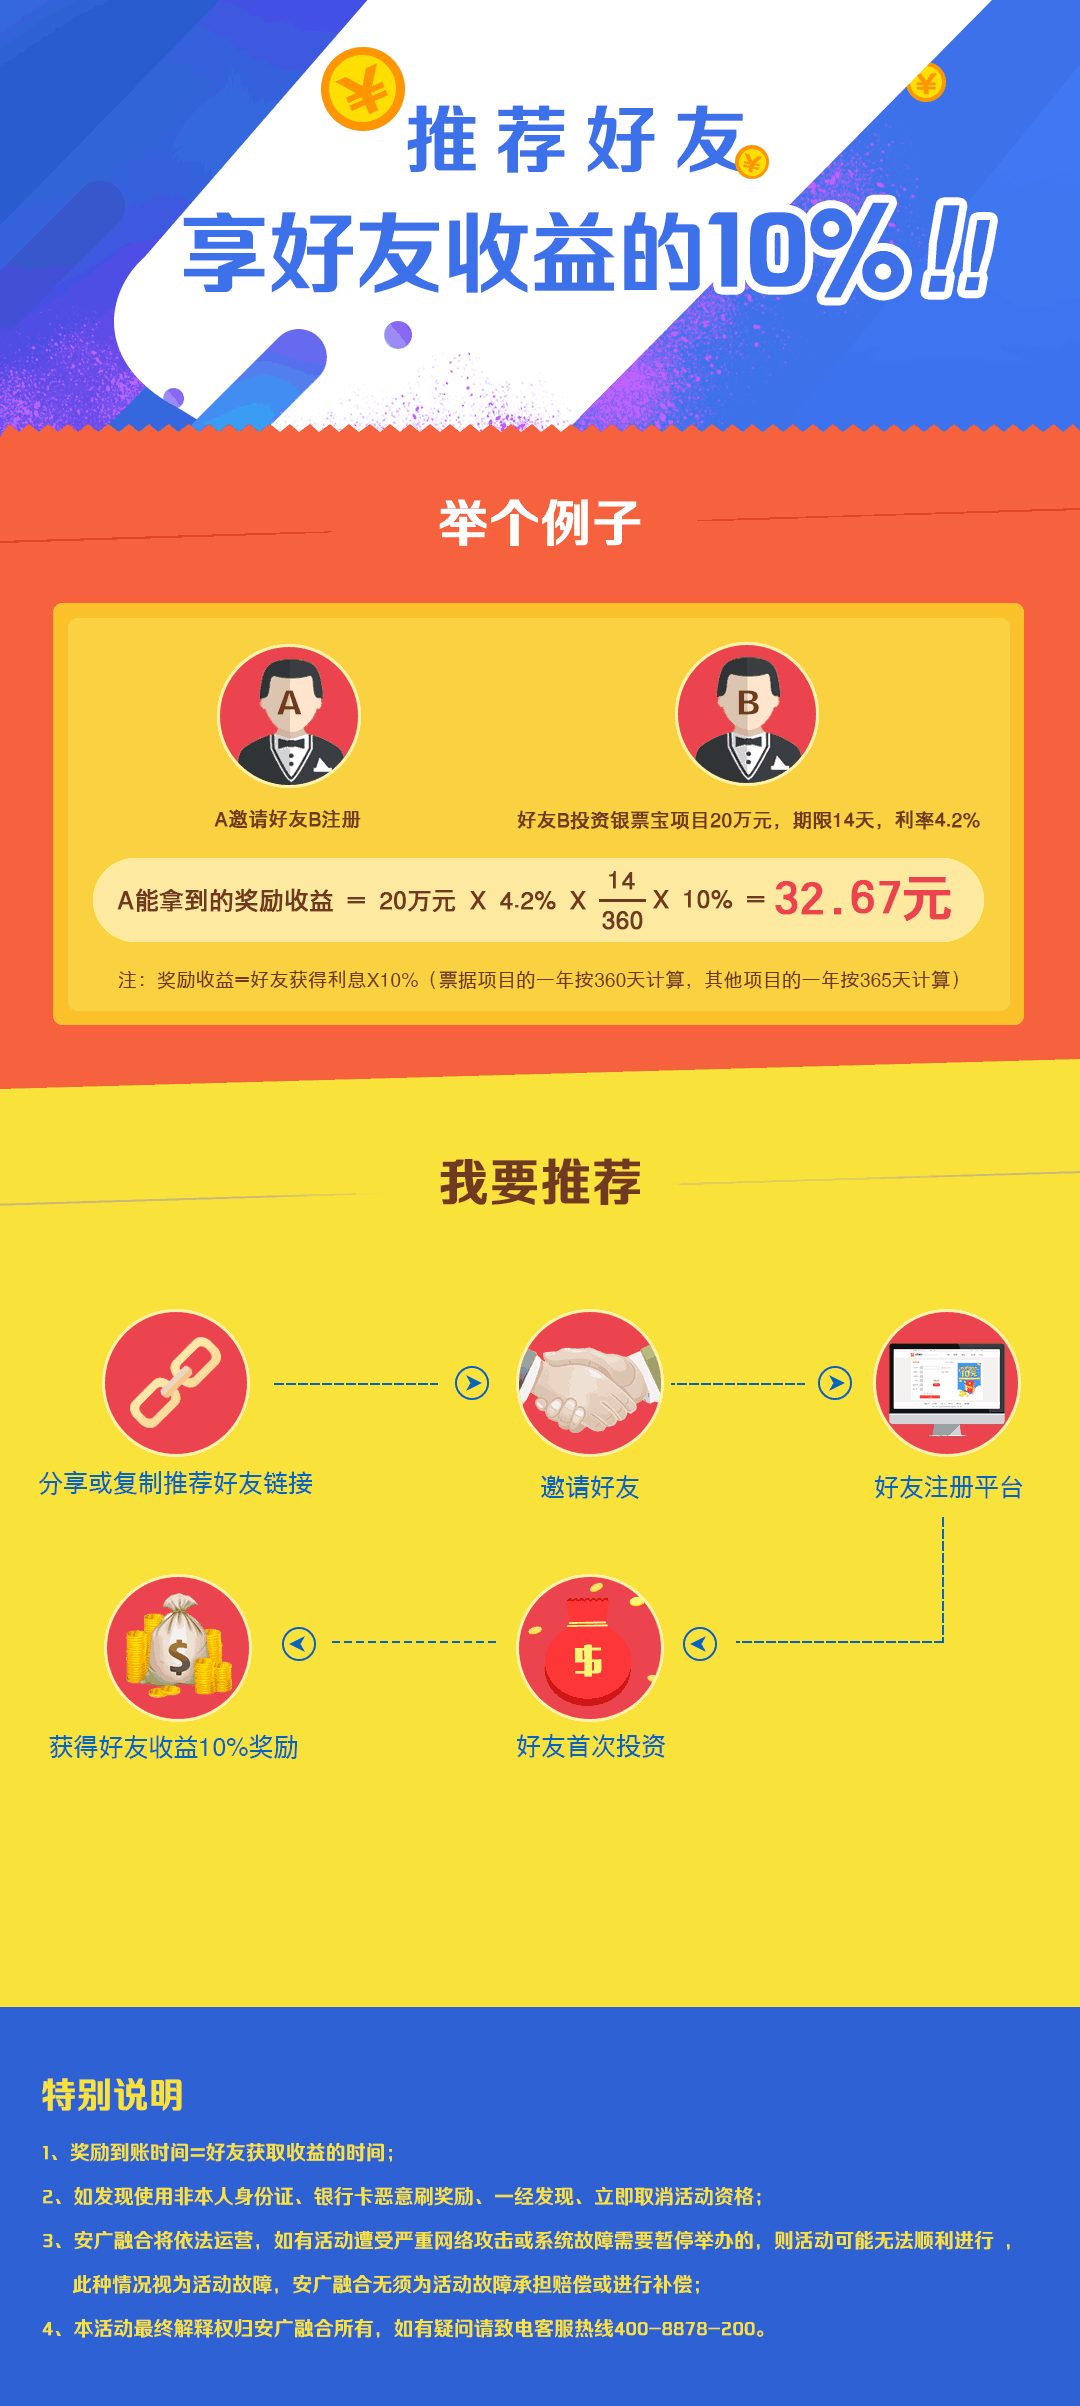 推荐好友
享好友收益的10%!!
举个例子
A
B
A邀请好友B注册
好友B投资银票宝项目20万元，期限14天，利率4.2%
A能拿到的奖励收益 = 20万元 X 4.2% X 14/360 X 10% = 32.67元
注：奖励收益=好友获得利息X10%（票据项目的一年按360天计算，其他项目的一年按365天计算）
我要推荐
分享或复制推荐好友链接
邀请好友
好友注册平台
获得好友收益10%奖励
好友首次投资
特别说明
1、奖励到账时间=好友获取收益的时间；
2、如发现使用非本人身份证、银行卡恶意刷奖励、一经发现、立即取消活动资格；
3、安广融合将依法运营，如有活动遭受严重网络攻击或系统故障需要暂停举办的，则活动可能无法顺利进行 ，
此种情况视为活动故障，安广融合无须为活动故障承担赔偿或进行补偿；
4、本活动最终解释权归安广融合所有，如有疑问请致电客服热线400-8878-200。